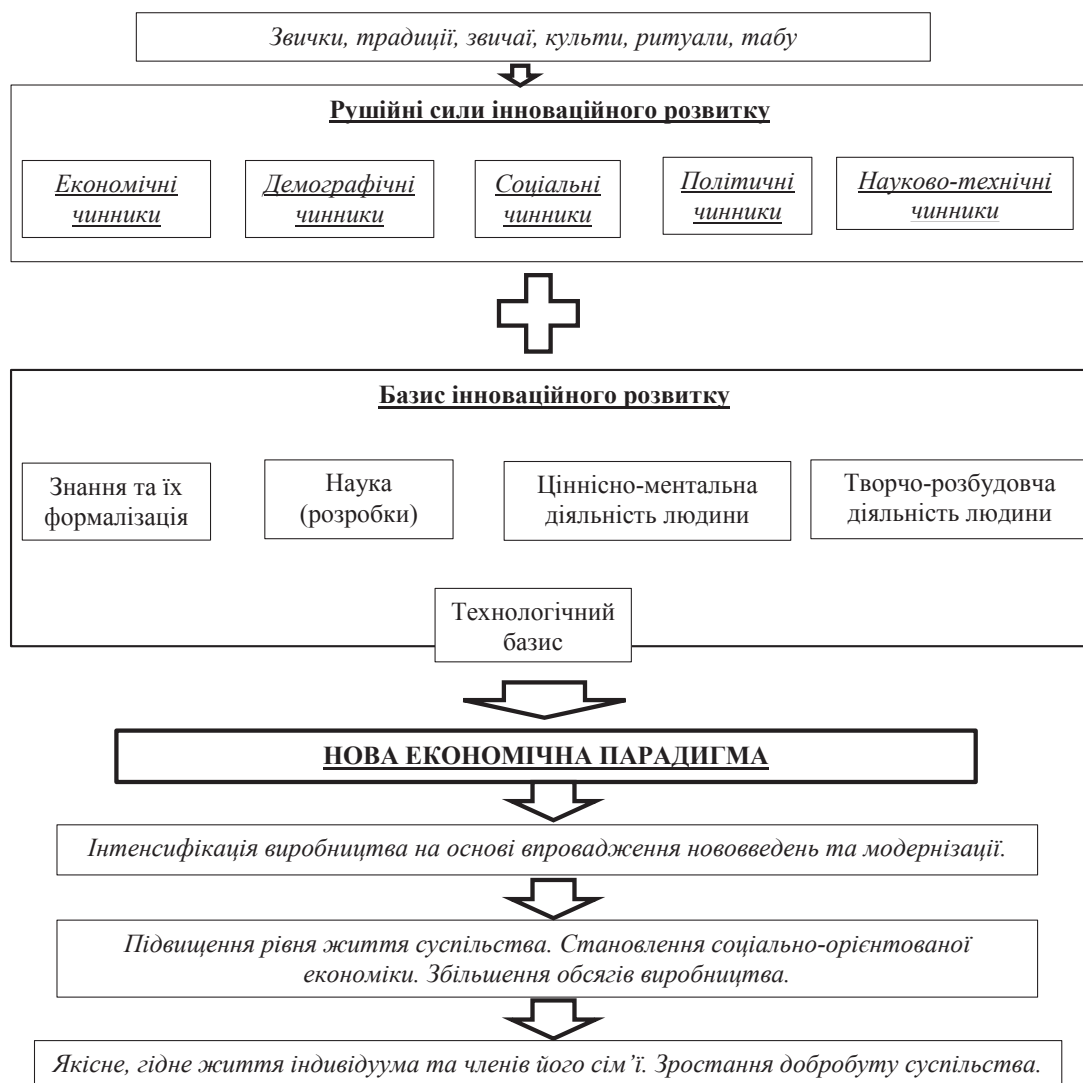 Звички, традиції, звичаї, культи, ритуали, табу
Рушійні сили інноваційного розвитку
Економічні
чинники
Демографічні
чинники
Соціальні
чинники
Політичні
чинники
Науково-технічні
чинники
Базис інноваційного розвитку
Знання та їх
формалізація
Наука
(розробки)
Ціннісно-ментальна
діяльність людини
Творчо-розбудовча
діяльність людини
Технологічний
базис
НОВА ЕКОНОМІЧНА ПАРАДИГМА
Інтенсифікація виробництва на основі впровадження нововведень та модернізації.
Підвищення рівня життя суспільства. Становлення соціально-орієнтованої
економіки. Збільшення обсягів виробництва.
Якісне, гідне життя індивідуума та членів його сім’ї. Зростання добробуту суспільства.